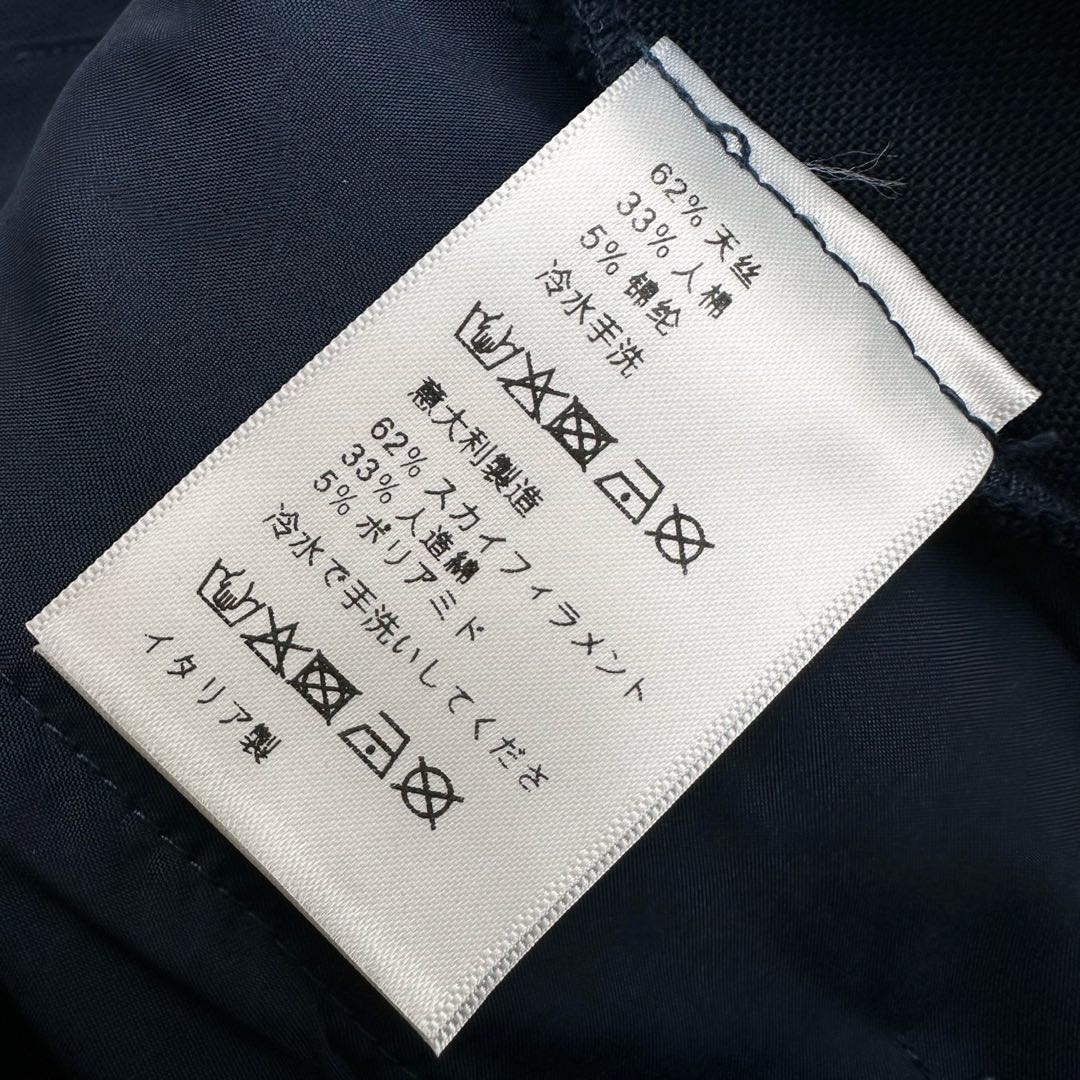 62% 天丝
33% 人棉
5% 锦纶
冷水手洗
意大利製造
62% スカイフィラメント
33% 人造綿
5% ポリアミド
冷水で手洗いしてくださ
イタリア製